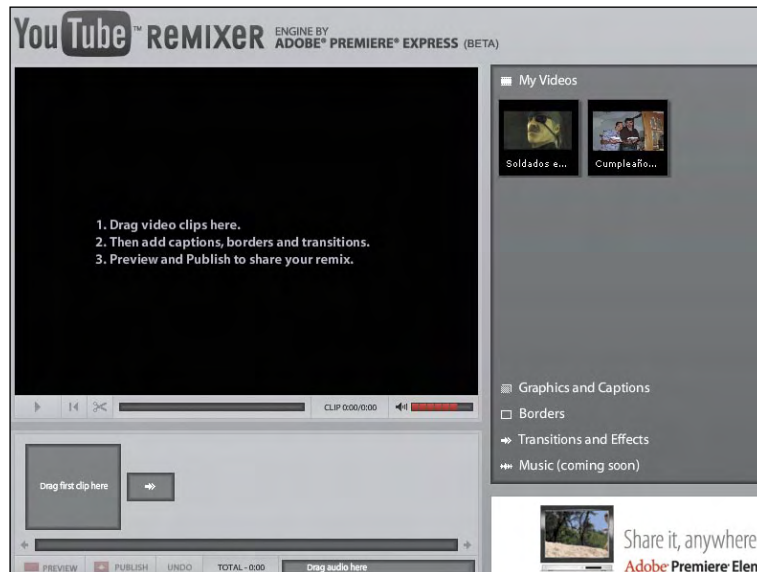 YouTube™ REMIXER ENGINE BY
ADOBE® PREMIERE® EXPRESS (BETA)
My Videos
Soldados e...
Cumpleaño...
1. Drag video clips here.
2. Then add captions, borders and transitions.
3. Preview and Publish to share your remix.
Graphics and Captions
Borders
Transitions and Effects
Music (coming soon)
CLIP 0:00/0:00
Drag first clip here
PREVIEW
PUBLISH
UNDO
TOTAL - 0:00
Drag audio here
Share it, anywhere
Adobe® Premiere® Elem